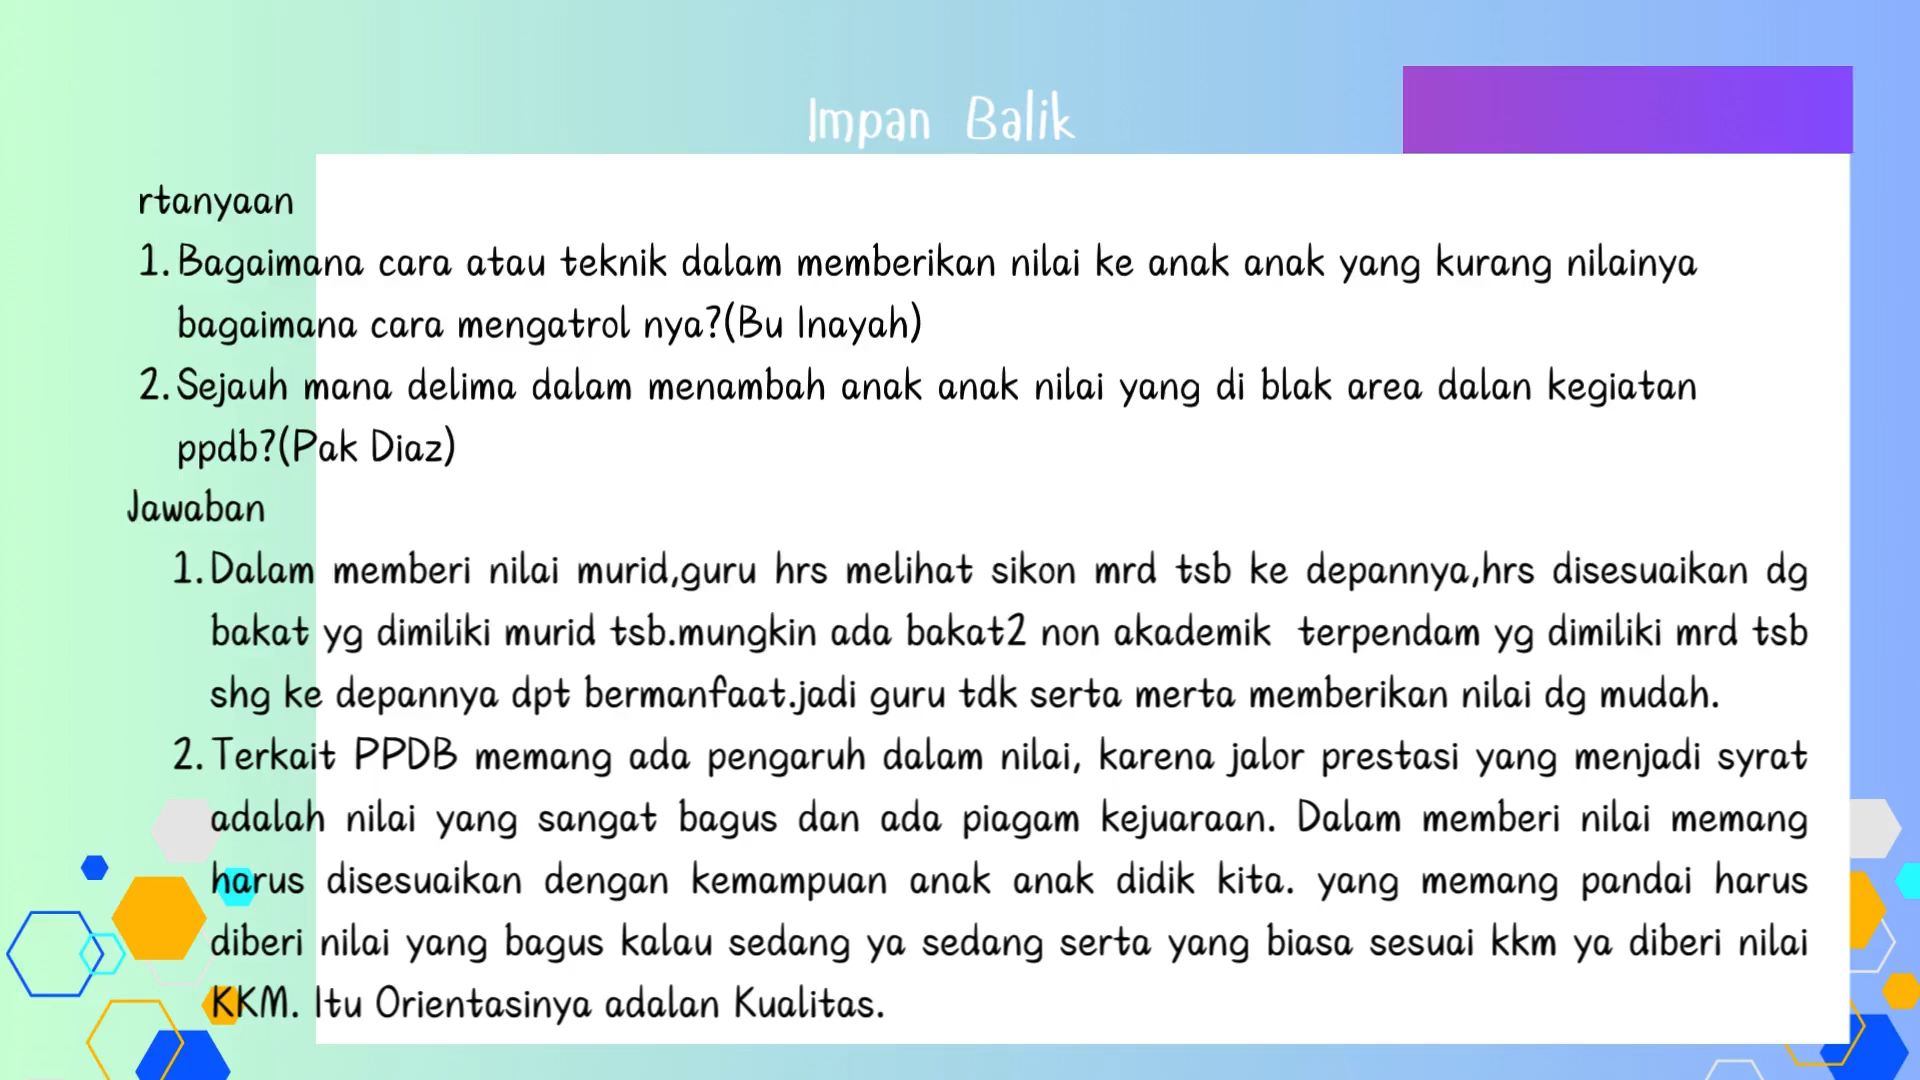 Impan Balik
rtanyaan
1. Bagaimana cara atau teknik dalam memberikan nilai ke anak anak yang kurang nilainya
bagaimana cara mengatrol nya?(Bu Inayah)
2. Sejauh mana delima dalam menambah anak anak nilai yang di blak area dalan kegiatan
ppdb?(Pak Diaz)
Jawaban
1. Dalam memberi nilai murid,guru hrs melihat sikon mrd tsb ke depannya,hrs disesuaikan dg
bakat yg dimiliki murid tsb.mungkin ada bakat2 non akademik terpendam yg dimiliki mrd tsb
shg ke depannya dpt bermanfaat.jadi guru tdk serta merta memberikan nilai dg mudah.
2. Terkait PPDB memang ada pengaruh dalam nilai, karena jalor prestasi yang menjadi syrat
adalah nilai yang sangat bagus dan ada piagam kejuaraan. Dalam memberi nilai memang
harus disesuaikan dengan kemampuan anak anak didik kita. yang memang pandai harus
diberi nilai yang bagus kalau sedang ya sedang serta yang biasa sesuai kkm ya diberi nilai
KKM. Itu Orientasinya adalan Kualitas.